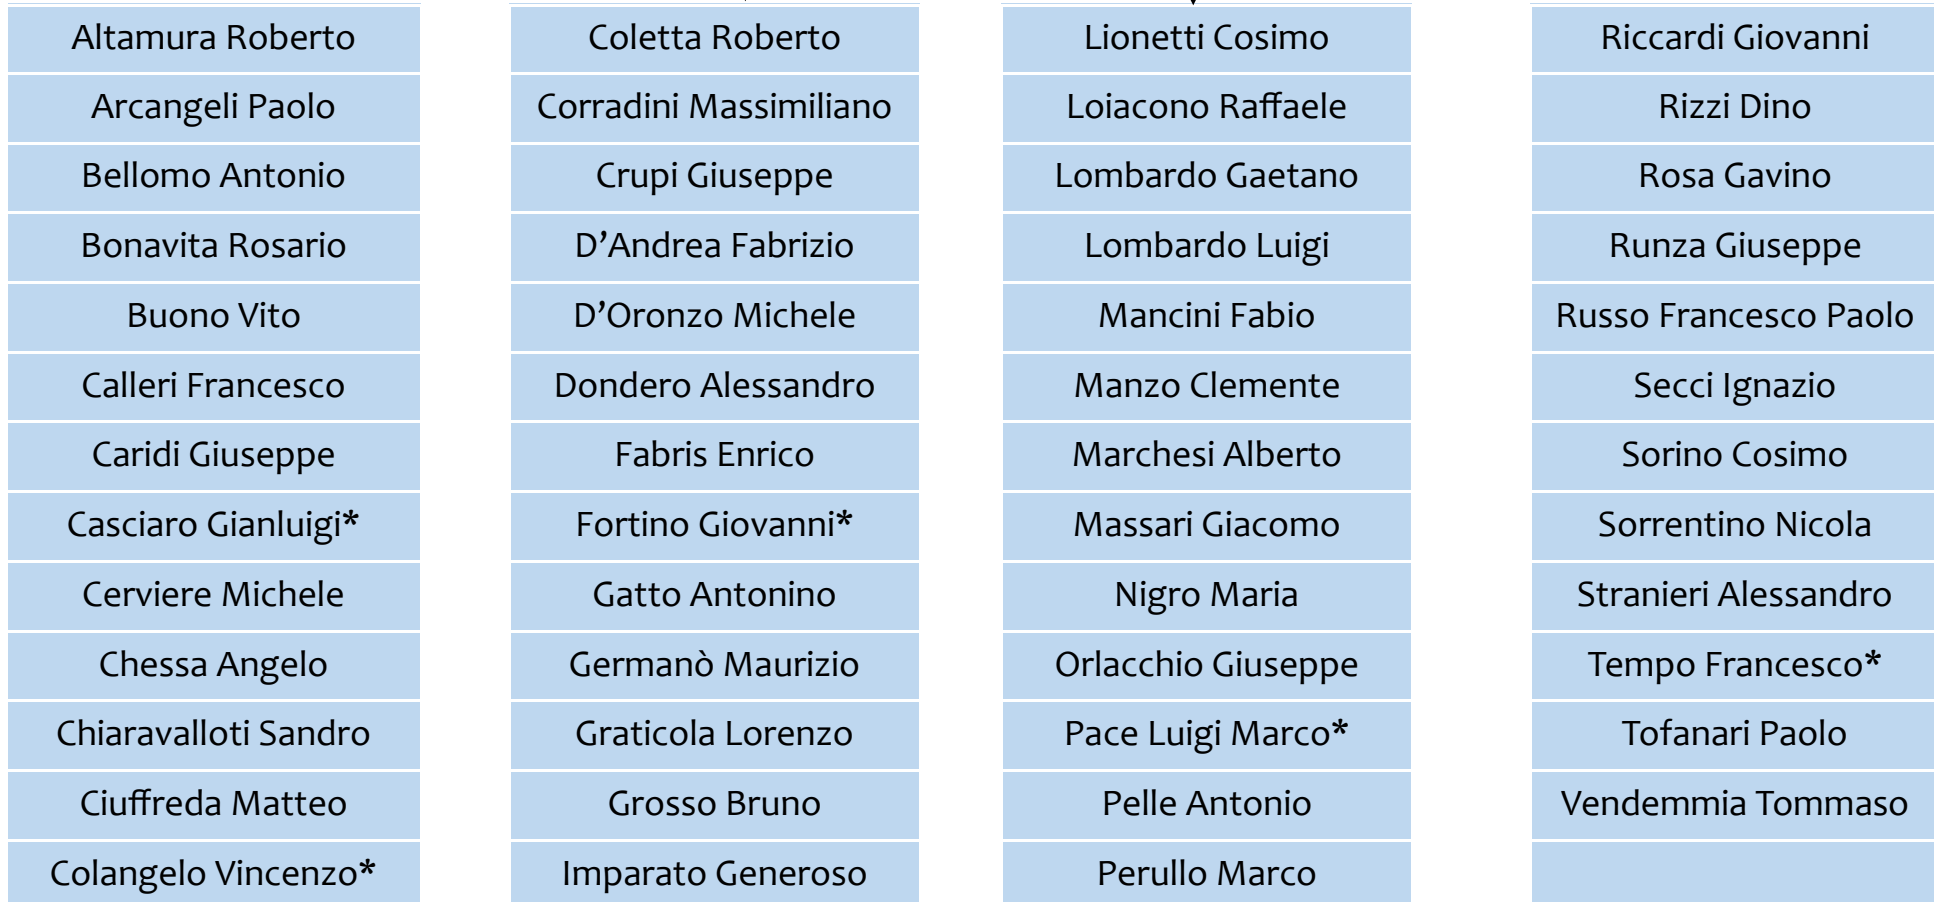 Altamura Roberto
Arcangeli Paolo
Bellomo Antonio
Bonavita Rosario
Buono Vito
Calleri Francesco
Caridi Giuseppe
Casciaro Gianluigi*
Cerviere Michele
Chessa Angelo
Chiaravalloti Sandro
Ciuffreda Matteo
Colangelo Vincenzo*
Coletta Roberto
Corradini Massimiliano
Crupi Giuseppe
D’Andrea Fabrizio
D’Oronzo Michele
Dondero Alessandro
Fabris Enrico
Fortino Giovanni*
Gatto Antonino
Germanò Maurizio
Graticola Lorenzo
Grosso Bruno
Imparato Generoso
Lionetti Cosimo
Loiacono Raffaele
Lombardo Gaetano
Lombardo Luigi
Mancini Fabio
Manzo Clemente
Marchesi Alberto
Massari Giacomo
Nigro Maria
Orlacchio Giuseppe
Pace Luigi Marco*
Pelle Antonio
Perullo Marco
Riccardi Giovanni
Rizzi Dino
Rosa Gavino
Runza Giuseppe
Russo Francesco Paolo
Secci Ignazio
Sorino Cosimo
Sorrentino Nicola
Stranieri Alessandro
Tempo Francesco*
Tofanari Paolo
Vendemmia Tommaso